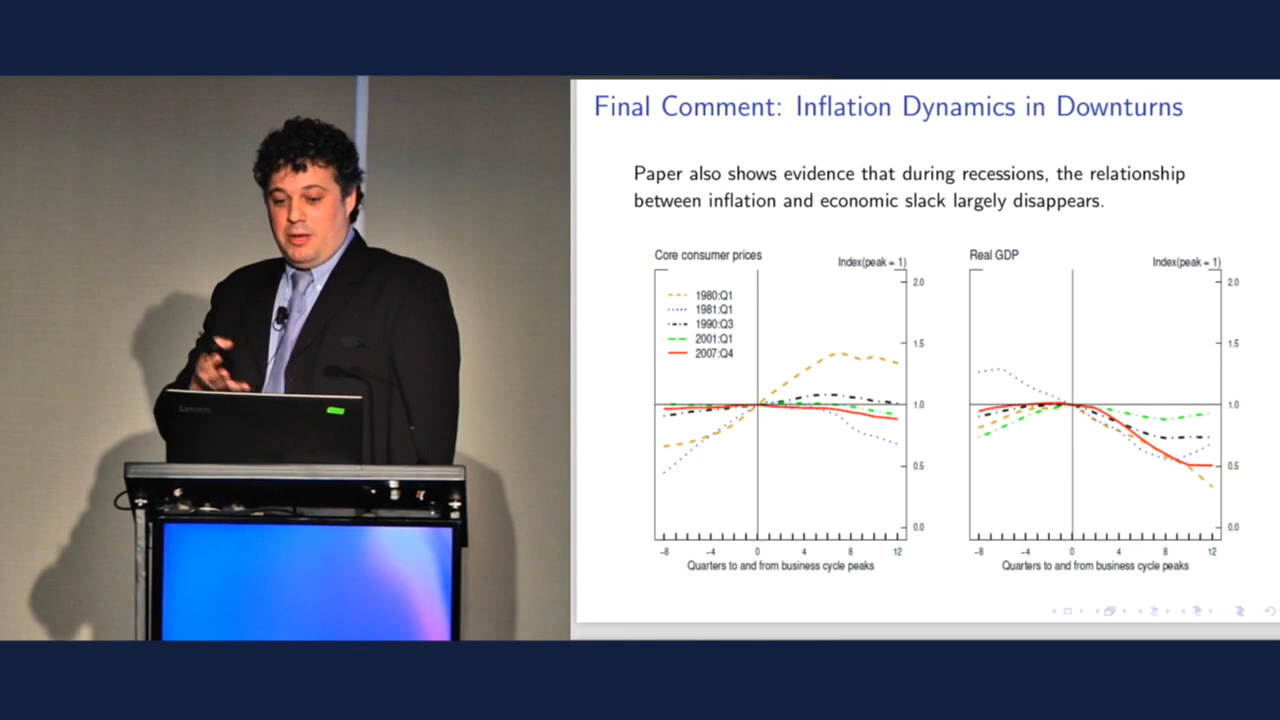 Final Comment: Inflation Dynamics in Downturns
Paper also shows evidence that during recessions, the relationship
between inflation and economic slack largely disappears.
Core consumer prices
Index(peak = 1)
1980:Q1
1981:Q1
1990:Q3
2001:Q1
2007:Q4
2.0
1.5
1.0
0.5
0.0
-8 -4 0 4 8 12
Quarters to and from business cycle peaks
Real GDP
Index(peak = 1)
2.0
1.5
1.0
0.5
0.0
-8 -4 0 4 8 12
Quarters to and from business cycle peaks
Lenovo